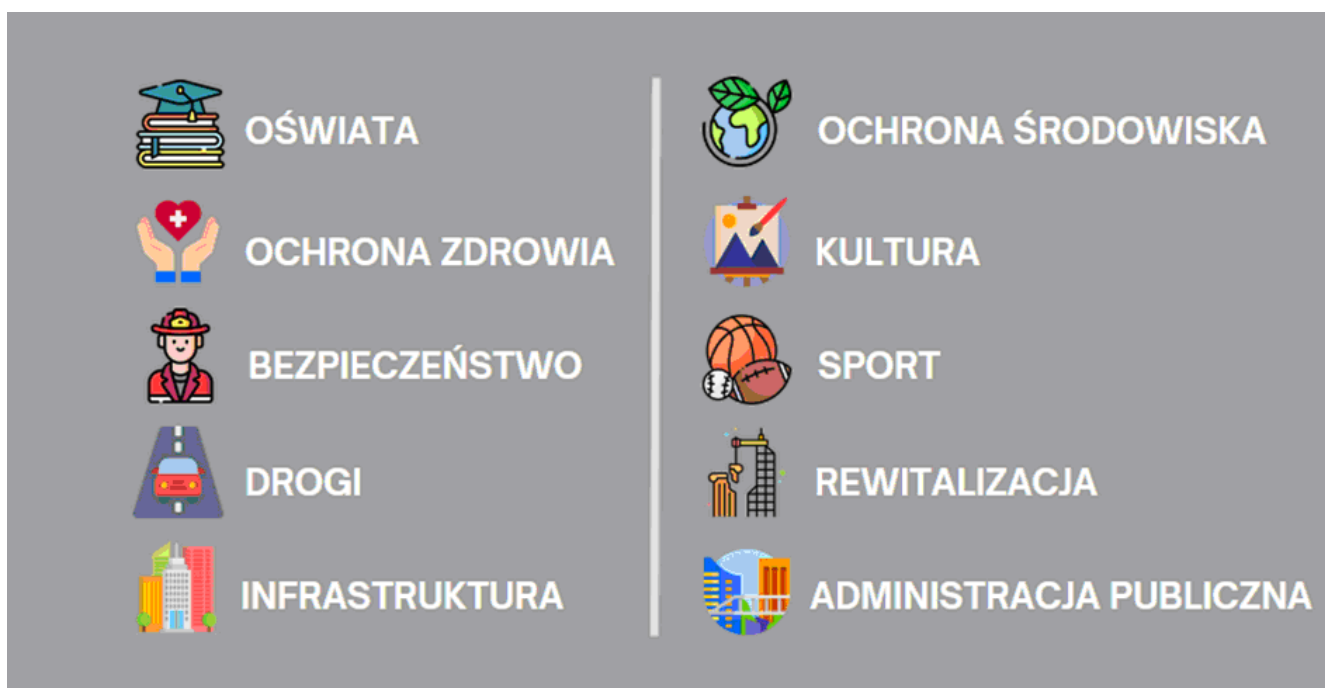 OŚWIATA
OCHRONA ZDROWIA
BEZPIECZEŃSTWO
DROGI
INFRASTRUKTURA
OCHRONA ŚRODOWISKA
KULTURA
SPORT
REWITALIZACJA
ADMINISTRACJA PUBLICZNA